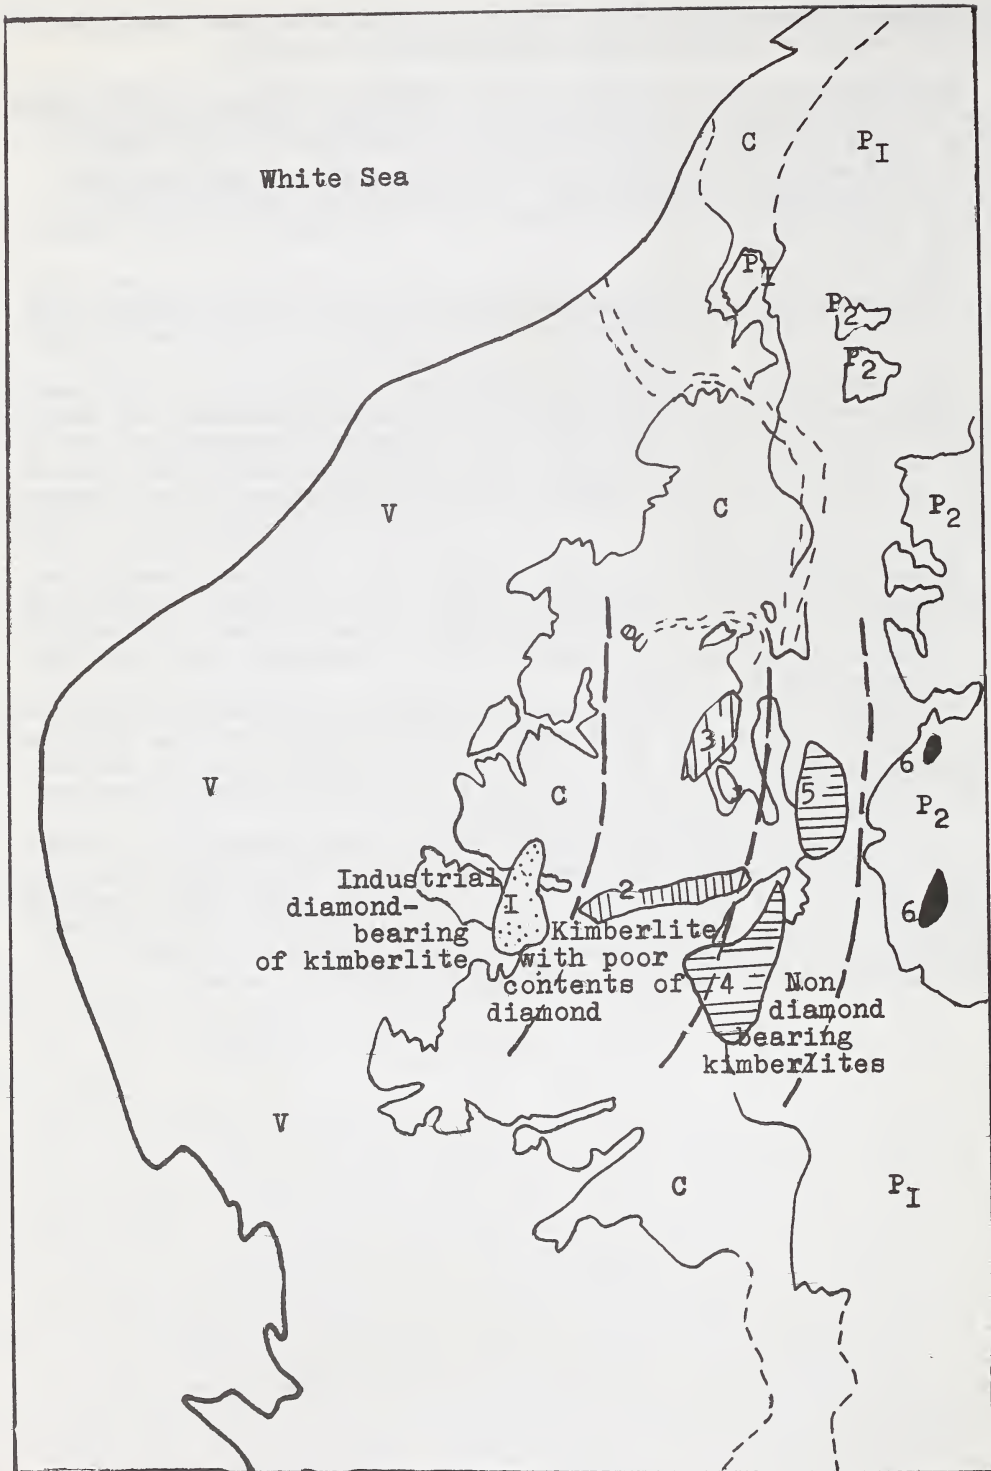 White Sea
C
P₁
P₁
P₂
P₂
V
C
P₂
3
6
V
C
5
P₂
Industrial
diamond-
bearing
of kimberlite
I
2
6
Kimberlite
with poor
contents of
diamond
4
Non
diamond
bearing
kimberlites
V
C
P₁